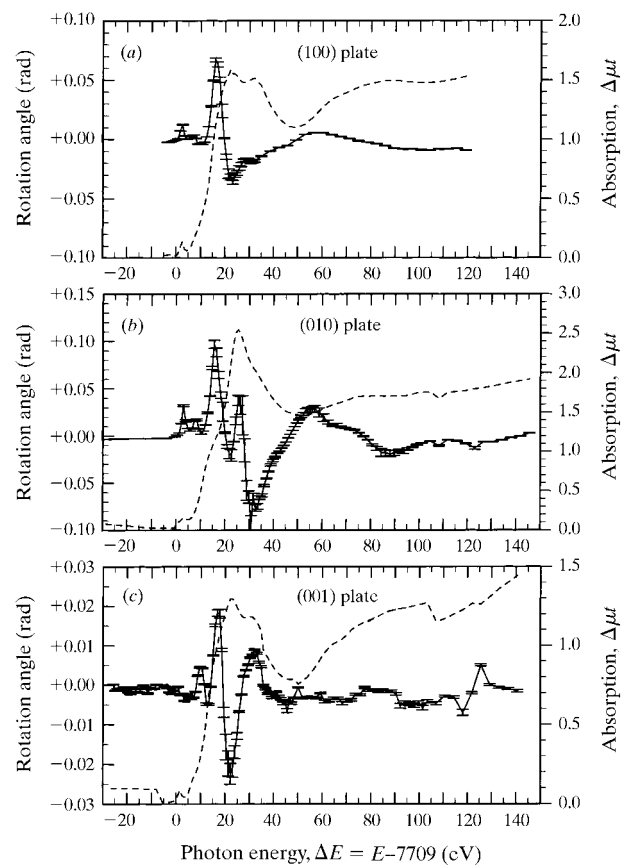 +0.10
+0.05
+0.00
−0.05
−0.10
Rotation angle (rad)
(a)
(100) plate
2.0
1.5
1.0
0.5
0.0
Absorption, Δμt
−20 0 20 40 60 80 100 120 140
+0.15
+0.10
+0.05
+0.00
−0.05
−0.10
Rotation angle (rad)
(b)
(010) plate
3.0
2.5
2.0
1.5
1.0
0.5
0.0
Absorption, Δμt
−20 0 20 40 60 80 100 120 140
+0.03
+0.02
+0.01
+0.00
−0.01
−0.02
−0.03
Rotation angle (rad)
(c)
(001) plate
1.5
1.0
0.5
0.0
Absorption, Δμt
−20 0 20 40 60 80 100 120 140
Photon energy, ΔE = E−7709 (cV)